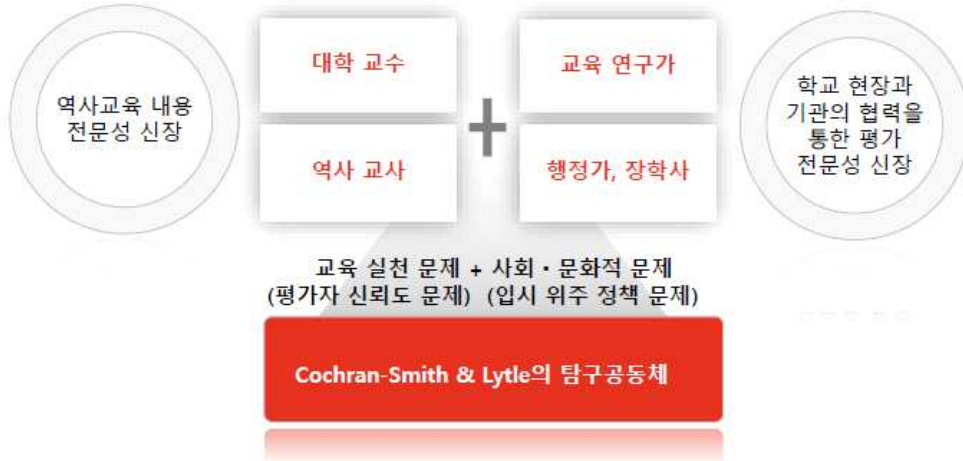 역사교육 내용
전문성 신장
대학 교수
역사 교사
+
교육 연구가
행정가, 장학사
학교 현장과
기관의 협력을
통한 평가
전문성 신장
교육 실천 문제 + 사회・문화적 문제
(평가자 신뢰도 문제) (입시 위주 정책 문제)
Cochran-Smith & Lytle의 탐구공동체